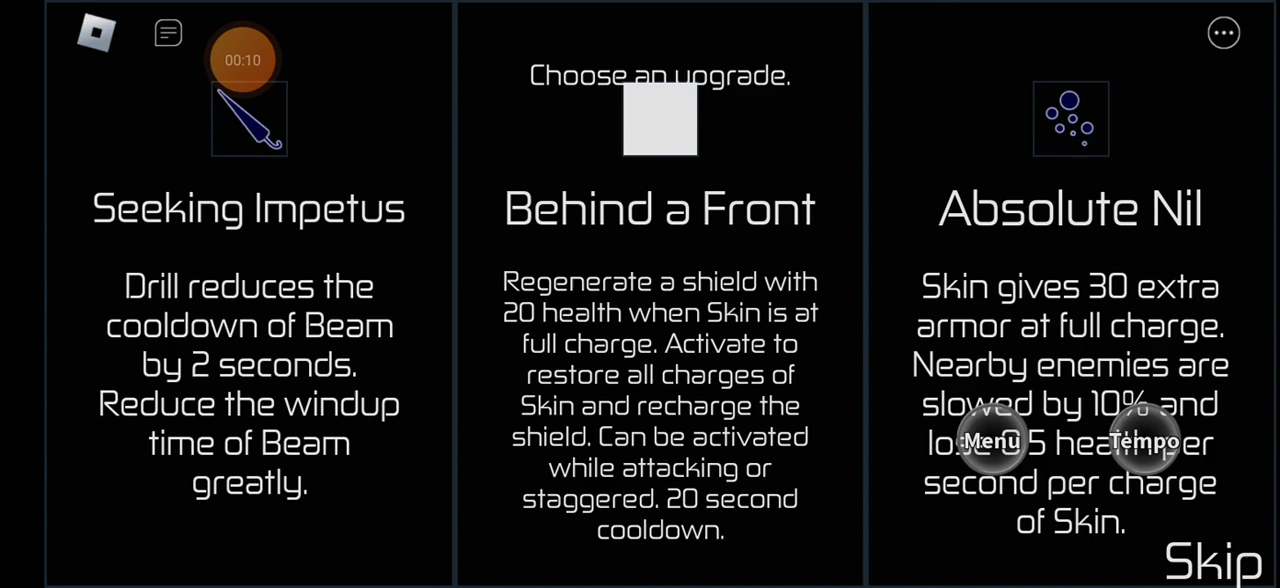 00:10
Choose an upgrade.
Seeking Impetus
Drill reduces the
cooldown of Beam
by 2 seconds.
Reduce the windup
time of Beam
greatly.
Behind a Front
Regenerate a shield with
20 health when Skin is at
full charge. Activate to
restore all charges of
Skin and recharge the
shield. Can be activated
while attacking or
staggered. 20 second
cooldown.
Absolute Nil
Skin gives 30 extra
armor at full charge.
Nearby enemies are
slowed by 10% and
health per
second per charge
of Skin.
Menu
Tempo
Skip